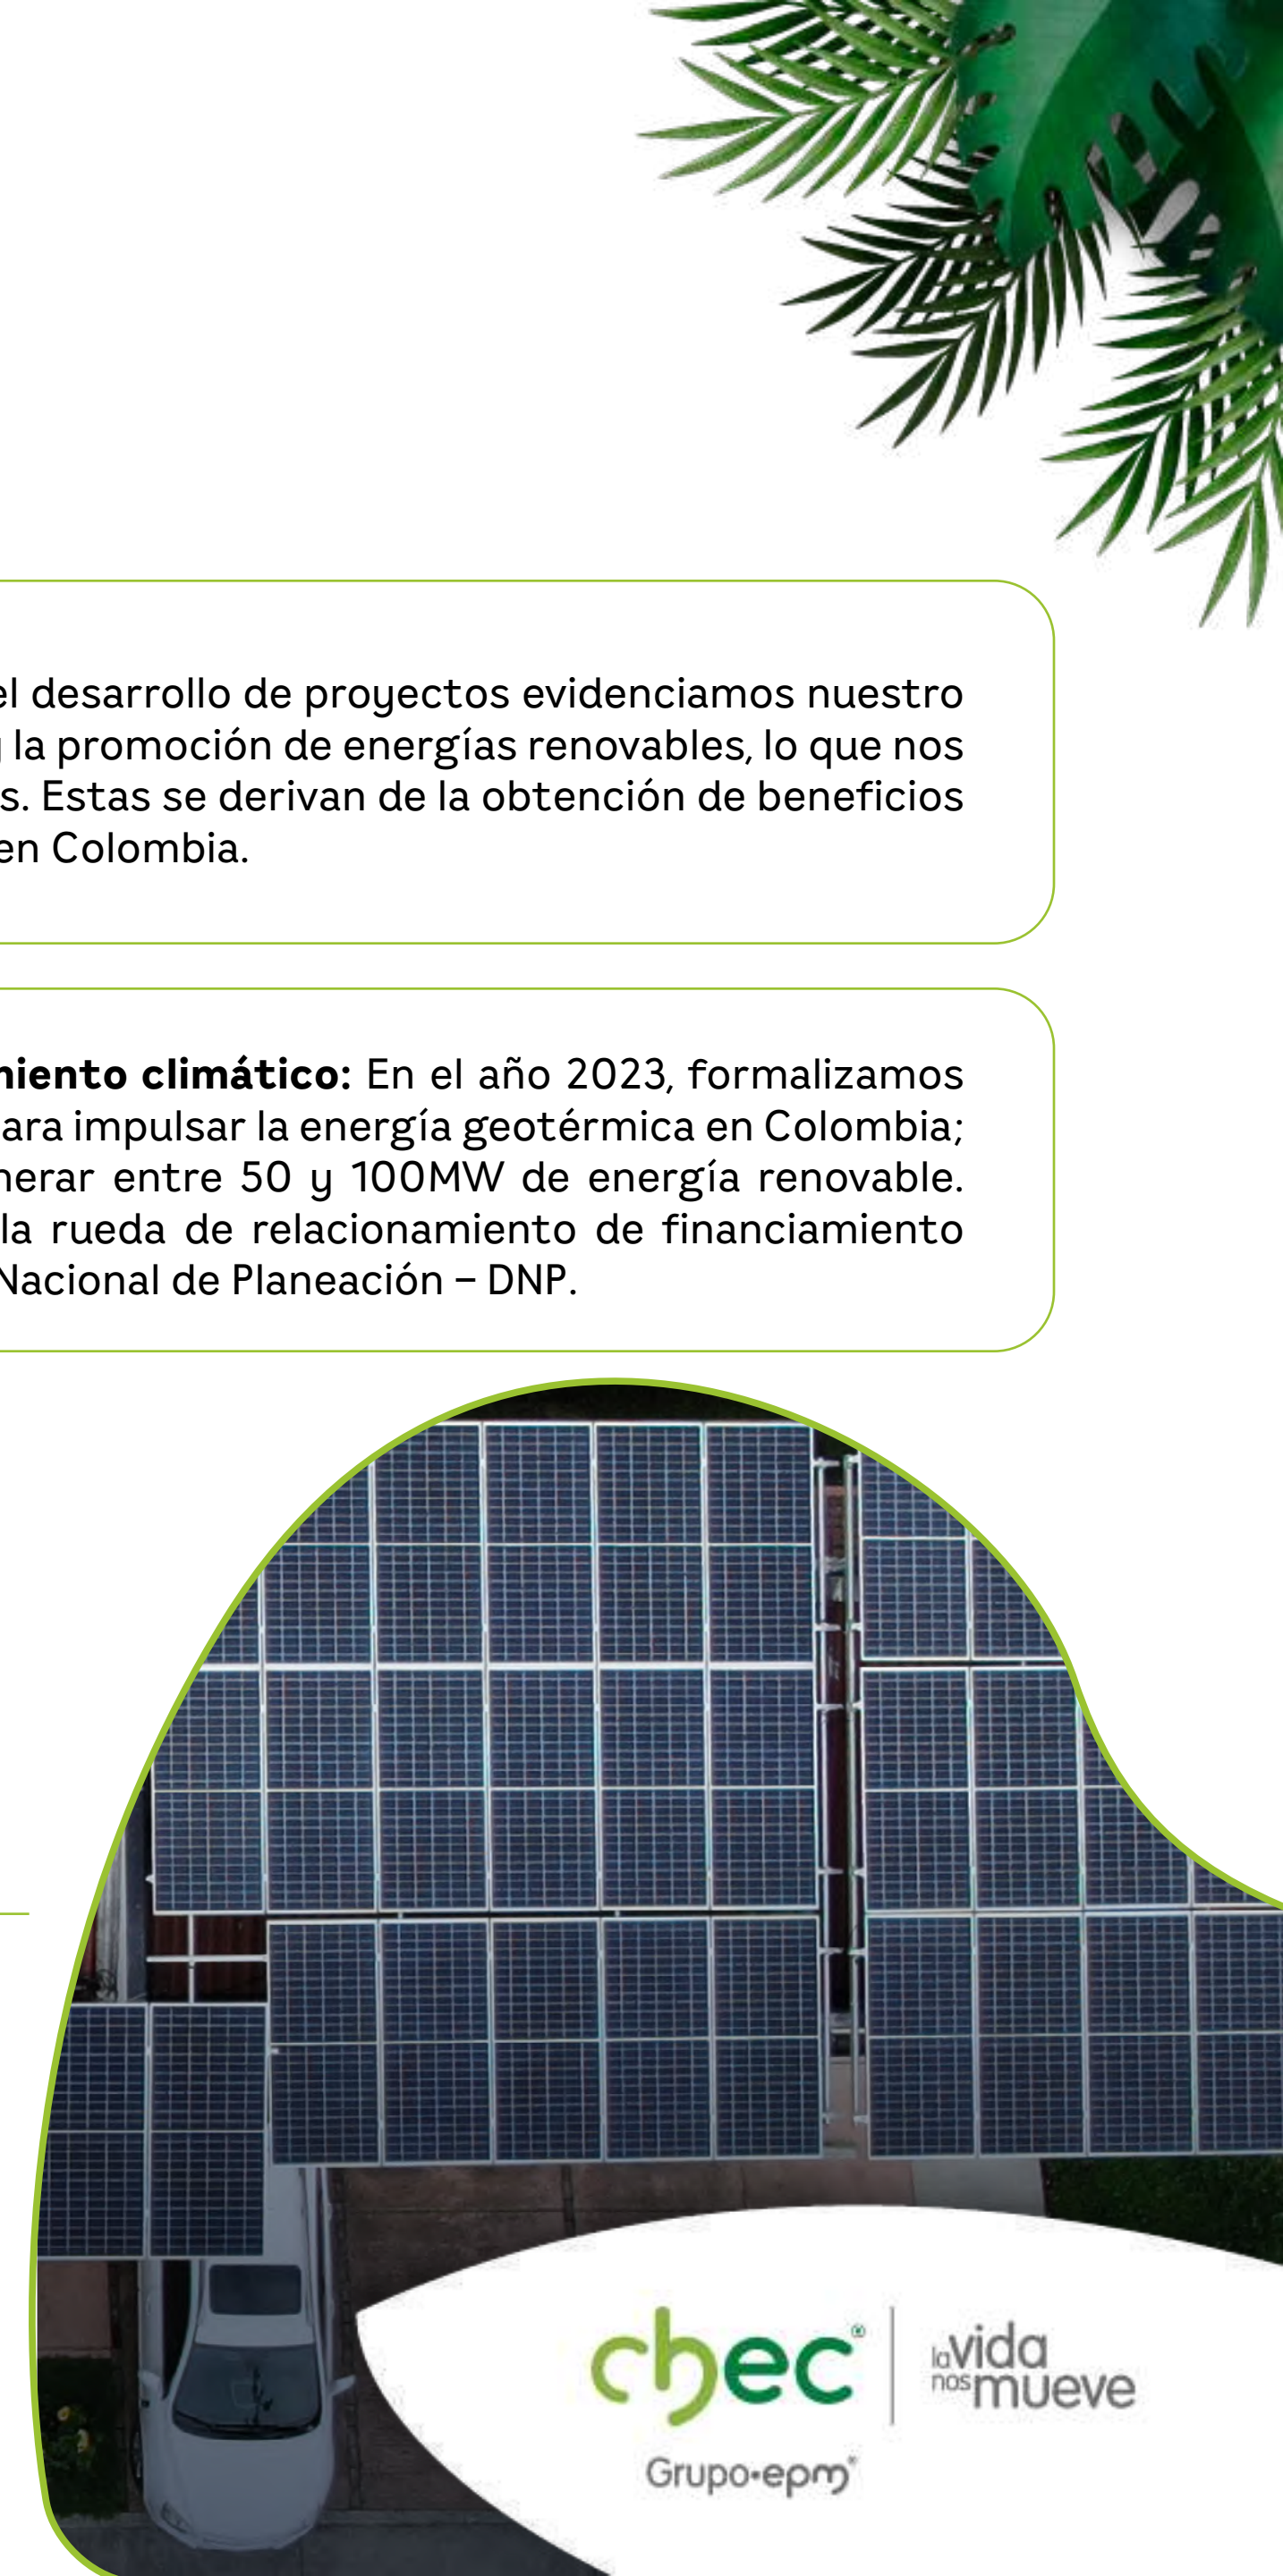 el desarrollo de proyectos evidenciamos nuestro
y la promoción de energías renovables, lo que nos
s. Estas se derivan de la obtención de beneficios
en Colombia.
miento climático: En el año 2023, formalizamos
ara impulsar la energía geotérmica en Colombia;
nerar entre 50 y 100MW de energía renovable.
la rueda de relacionamiento de financiamiento
Nacional de Planeación – DNP.
chec®
Grupo·epm®
la vida
nos mueve